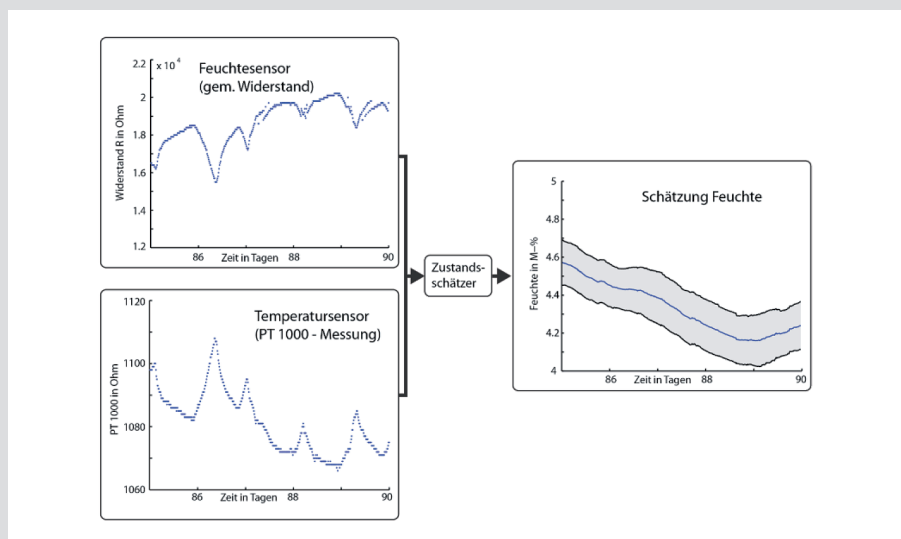 2.2 x 10⁴
Feuchtesensor
(gem. Widerstand)
2
1.8
1.6
1.4
1.2
Widerstand R in Ohm
86 Zeit in Tagen 88 90
1120
Temperatursensor
(PT 1000 - Messung)
1100
1080
1060
PT 1000 in Ohm
86 Zeit in Tagen 88 90
Zustands-
schätzer
5
Schätzung Feuchte
4.8
4.6
4.4
4.2
4
Feuchte in M–%
86 Zeit in Tagen 88 90